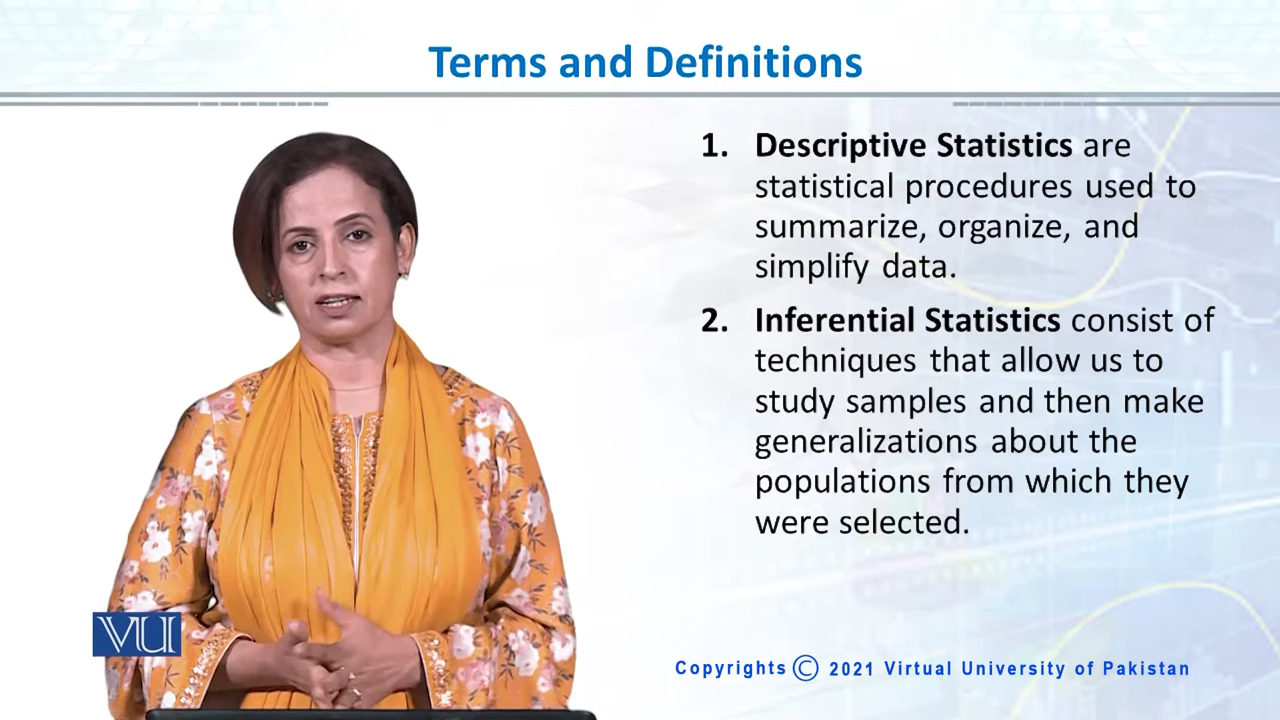 Terms and Definitions
1. Descriptive Statistics are
statistical procedures used to
summarize, organize, and
simplify data.
2. Inferential Statistics consist of
techniques that allow us to
study samples and then make
generalizations about the
populations from which they
were selected.
VU
Copyrights © 2021 Virtual University of Pakistan